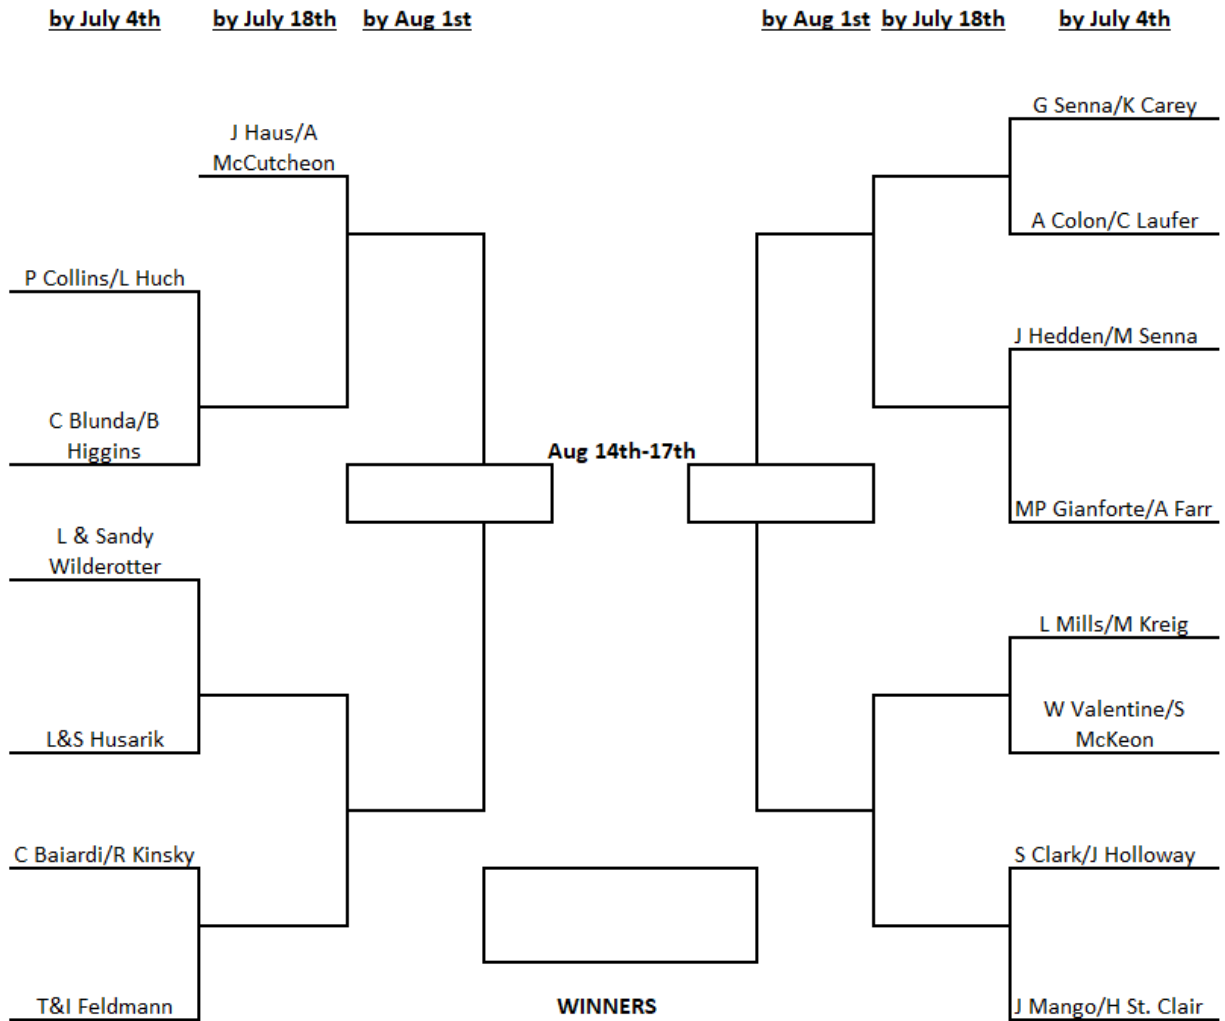 by July 4th by July 18th by Aug 1st by Aug 1st by July 18th by July 4th
G Senna/K Carey
J Haus/A
McCutcheon
A Colon/C Laufer
P Collins/L Huch
J Hedden/M Senna
C Blunda/B
Higgins
Aug 14th-17th
MP Gianforte/A Farr
L & Sandy
Wilderotter
L Mills/M Kreig
W Valentine/S
McKeon
L&S Husarik
C Baiardi/R Kinsky
S Clark/J Holloway
T&I Feldmann
WINNERS
J Mango/H St. Clair